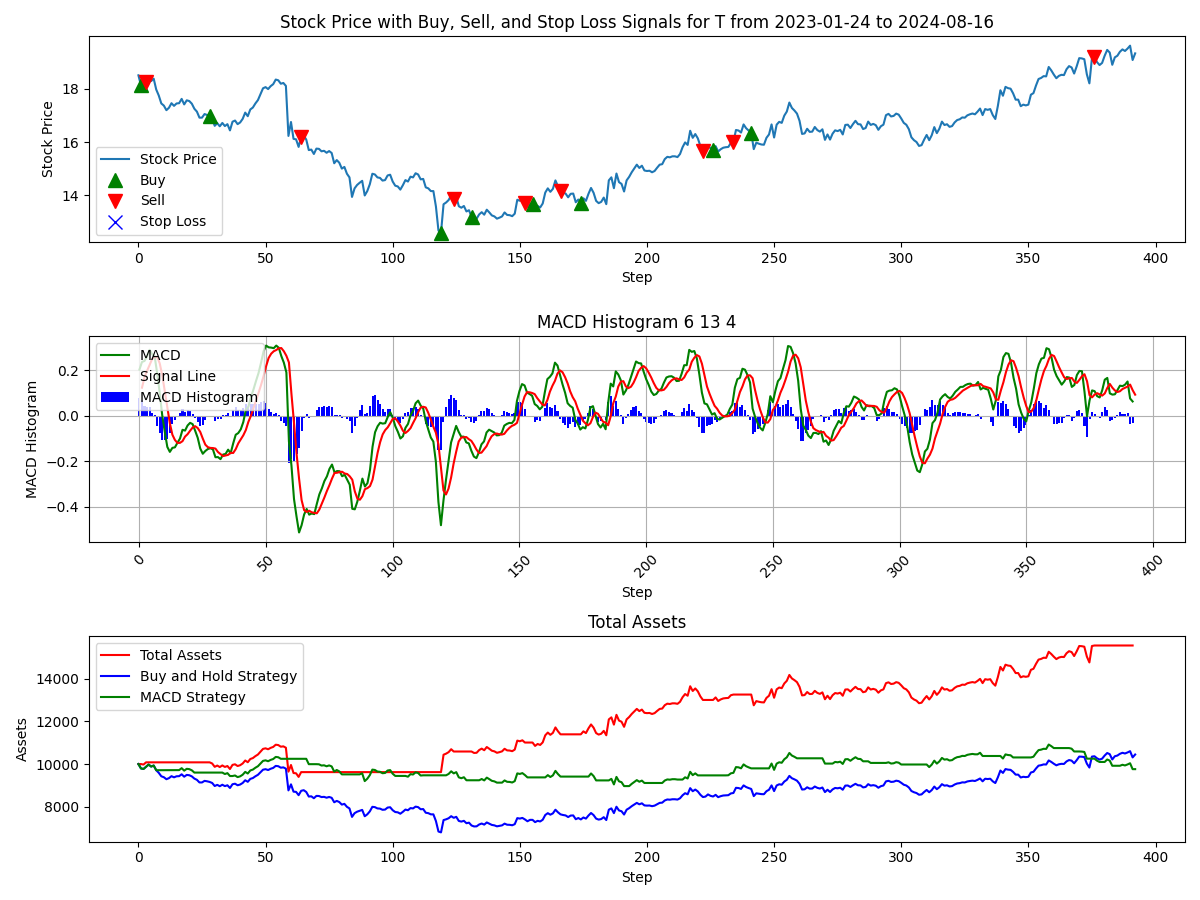 Stock Price with Buy, Sell, and Stop Loss Signals for T from 2023-01-24 to 2024-08-16
Stock Price
18
16
14
Stock Price
Buy
Sell
Stop Loss
0 50 100 150 200 250 300 350 400
Step
MACD Histogram 6 13 4
MACD Histogram
0.2
0.0
−0.2
−0.4
MACD
Signal Line
MACD Histogram
0 50 100 150 200 250 300 350 400
Step
Total Assets
Assets
14000
12000
10000
8000
Total Assets
Buy and Hold Strategy
MACD Strategy
0 50 100 150 200 250 300 350 400
Step